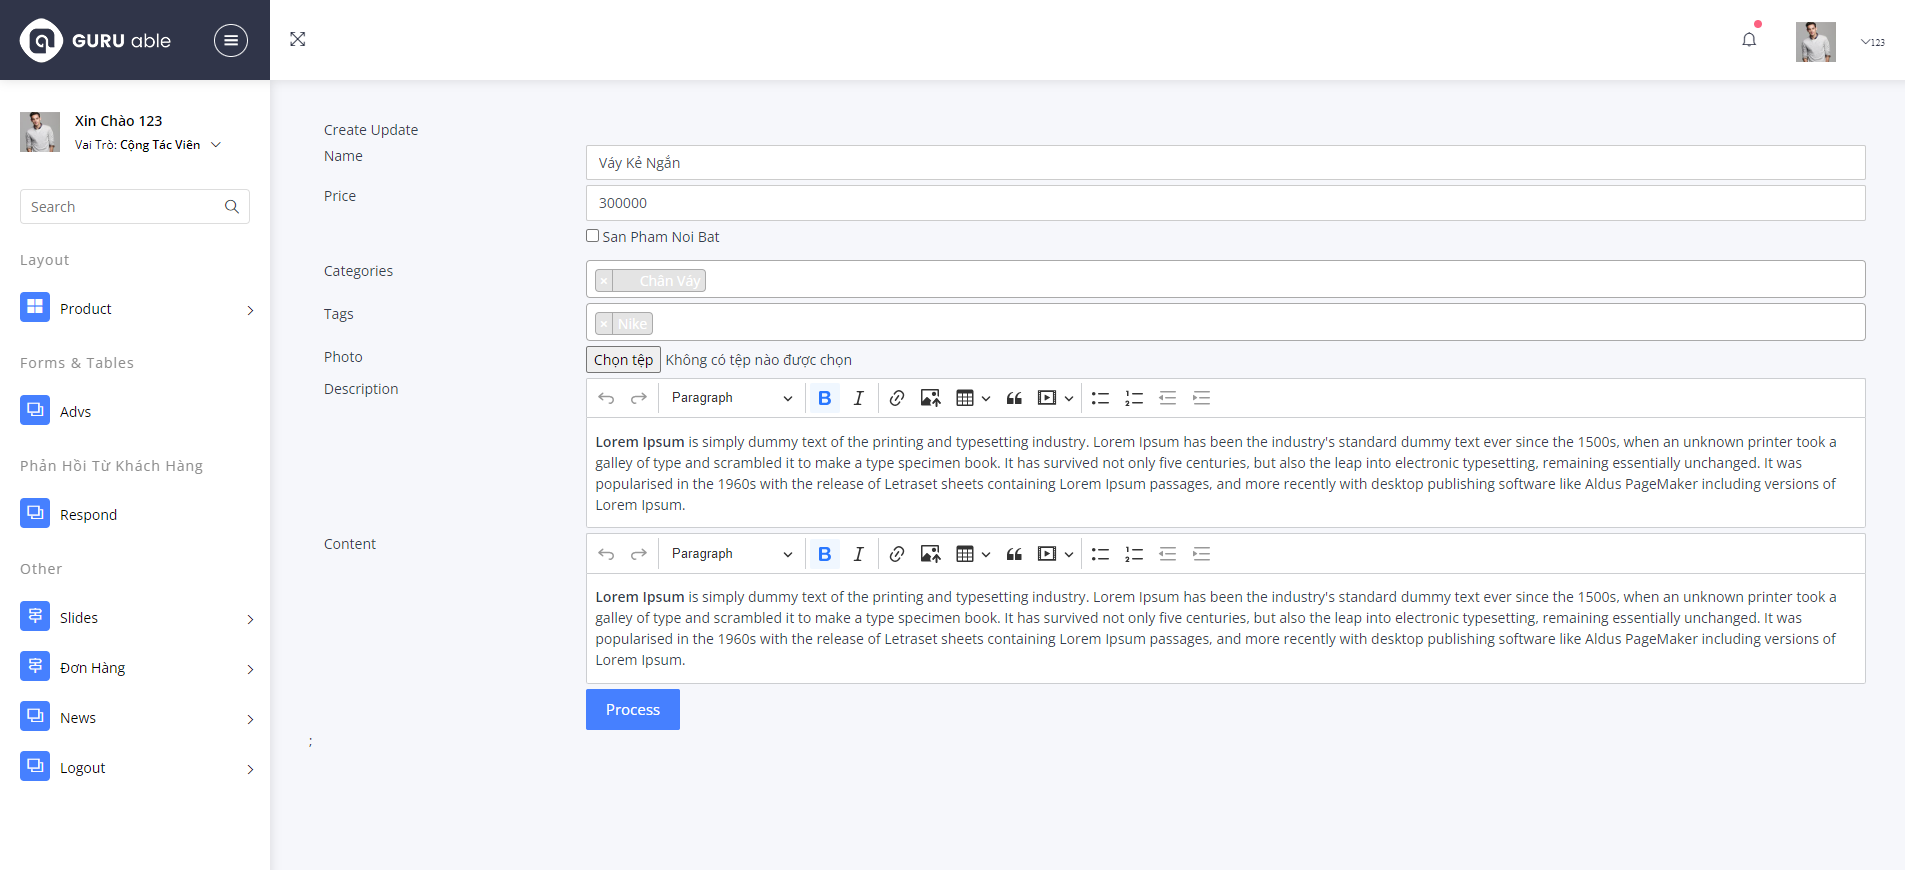 GURU able
123
Xin Chào 123
Vai Trò: Cộng Tác Viên
Search
Layout
Product
Forms & Tables
Advs
Phản Hồi Từ Khách Hàng
Respond
Other
Slides
Đơn Hàng
News
Logout
Create Update
Name
Váy Kẻ Ngắn
Price
300000
San Pham Noi Bat
Categories
× Chân Váy
Tags
× Nike
Photo
Chọn tệp Không có tệp nào được chọn
Description
Paragraph B I
Lorem Ipsum is simply dummy text of the printing and typesetting industry. Lorem Ipsum has been the industry's standard dummy text ever since the 1500s, when an unknown printer took a
galley of type and scrambled it to make a type specimen book. It has survived not only five centuries, but also the leap into electronic typesetting, remaining essentially unchanged. It was
popularised in the 1960s with the release of Letraset sheets containing Lorem Ipsum passages, and more recently with desktop publishing software like Aldus PageMaker including versions of
Lorem Ipsum.
Content
Paragraph B I
Lorem Ipsum is simply dummy text of the printing and typesetting industry. Lorem Ipsum has been the industry's standard dummy text ever since the 1500s, when an unknown printer took a
galley of type and scrambled it to make a type specimen book. It has survived not only five centuries, but also the leap into electronic typesetting, remaining essentially unchanged. It was
popularised in the 1960s with the release of Letraset sheets containing Lorem Ipsum passages, and more recently with desktop publishing software like Aldus PageMaker including versions of
Lorem Ipsum.
Process
;